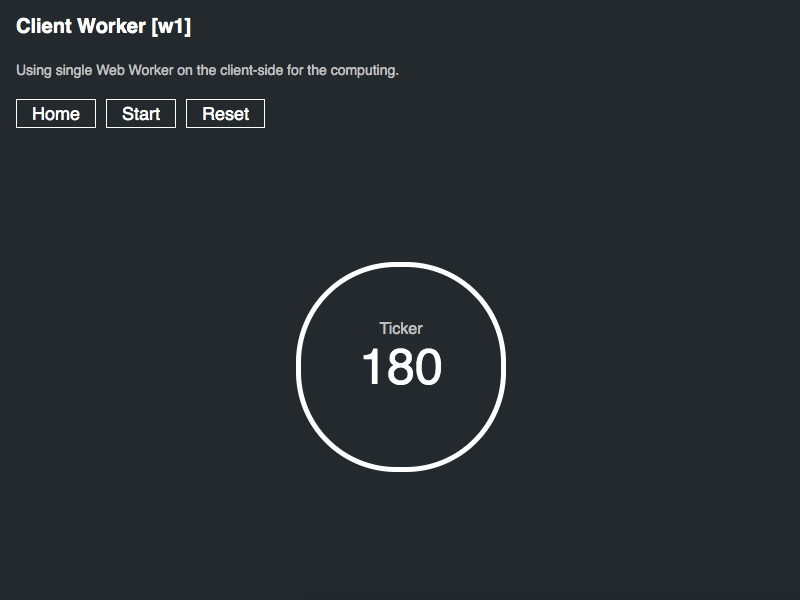 Client Worker [w1]
Using single Web Worker on the client-side for the computing.
Home Start Reset
Ticker
180